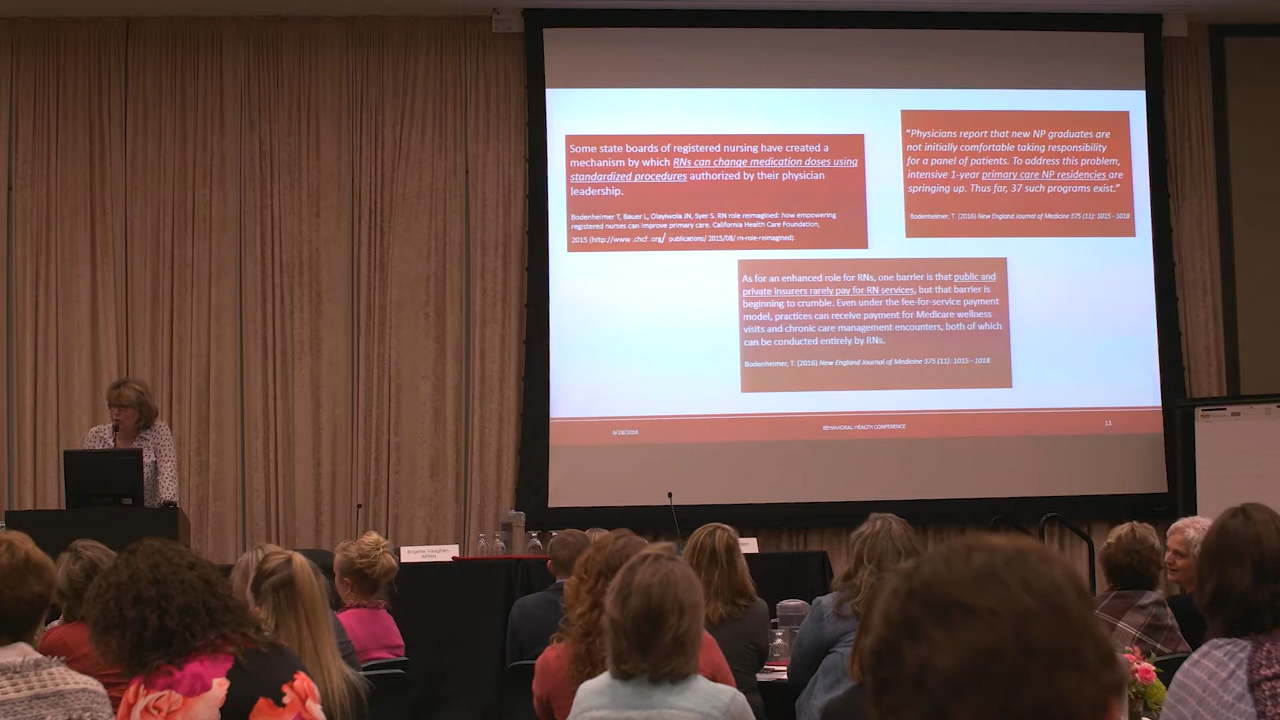 Some state boards of registered nursing have created a
mechanism by which RNs can change medication doses using
standardized procedures authorized by their physician
leadership.
Bodenheimer T, Bauer L, Olayiwola JN, Syer S. RN role reimagined: how empowering
registered nurses can improve primary care. California Health Care Foundation,
2015 (http://www.chcf.org/ publications/ 2015/08/ rn-role-reimagined).
"Physicians report that new NP graduates are
not initially comfortable taking responsibility
for a panel of patients. To address this problem,
intensive 1-year primary care NP residencies are
springing up. Thus far, 37 such programs exist."
Bodenheimer, T. (2016) New England Journal of Medicine 375 (11): 1015 - 1018
As for an enhanced role for RNs, one barrier is that public and
private insurers rarely pay for RN services, but that barrier is
beginning to crumble. Even under the fee-for-service payment
model, practices can receive payment for Medicare wellness
visits and chronic care management encounters, both of which
can be conducted entirely by RNs.
Bodenheimer, T. (2016) New England Journal of Medicine 375 (11): 1015 - 1018
BEHAVIORAL HEALTH CONFERENCE
13
Brigette Vaughan,
APRN